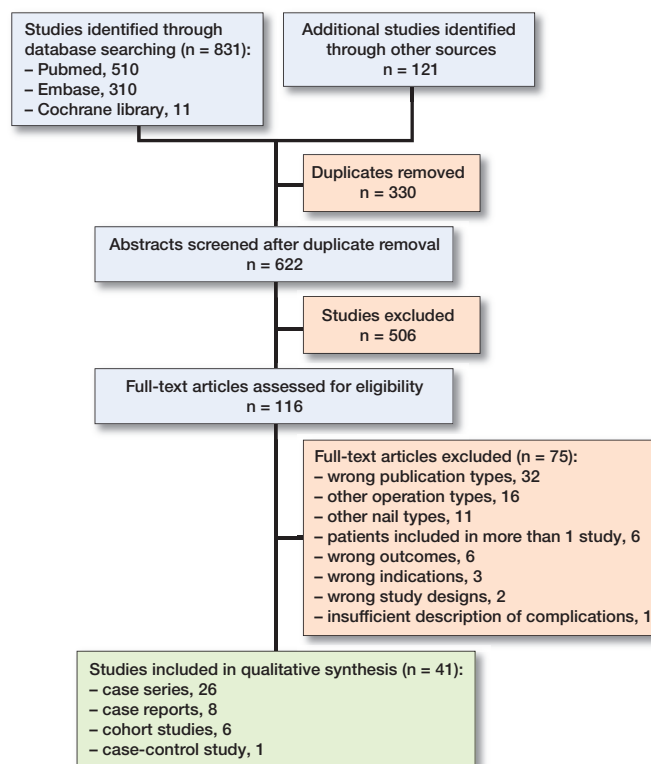 Studies identified through
database searching (n = 831):
– Pubmed, 510
– Embase, 310
– Cochrane library, 11
Additional studies identified
through other sources
n = 121
Duplicates removed
n = 330
Abstracts screened after duplicate removal
n = 622
Studies excluded
n = 506
Full-text articles assessed for eligibility
n = 116
Full-text articles excluded (n = 75):
– wrong publication types, 32
– other operation types, 16
– other nail types, 11
– patients included in more than 1 study, 6
– wrong outcomes, 6
– wrong indications, 3
– wrong study designs, 2
– insufficient description of complications, 1
Studies included in qualitative synthesis (n = 41):
– case series, 26
– case reports, 8
– cohort studies, 6
– case-control study, 1